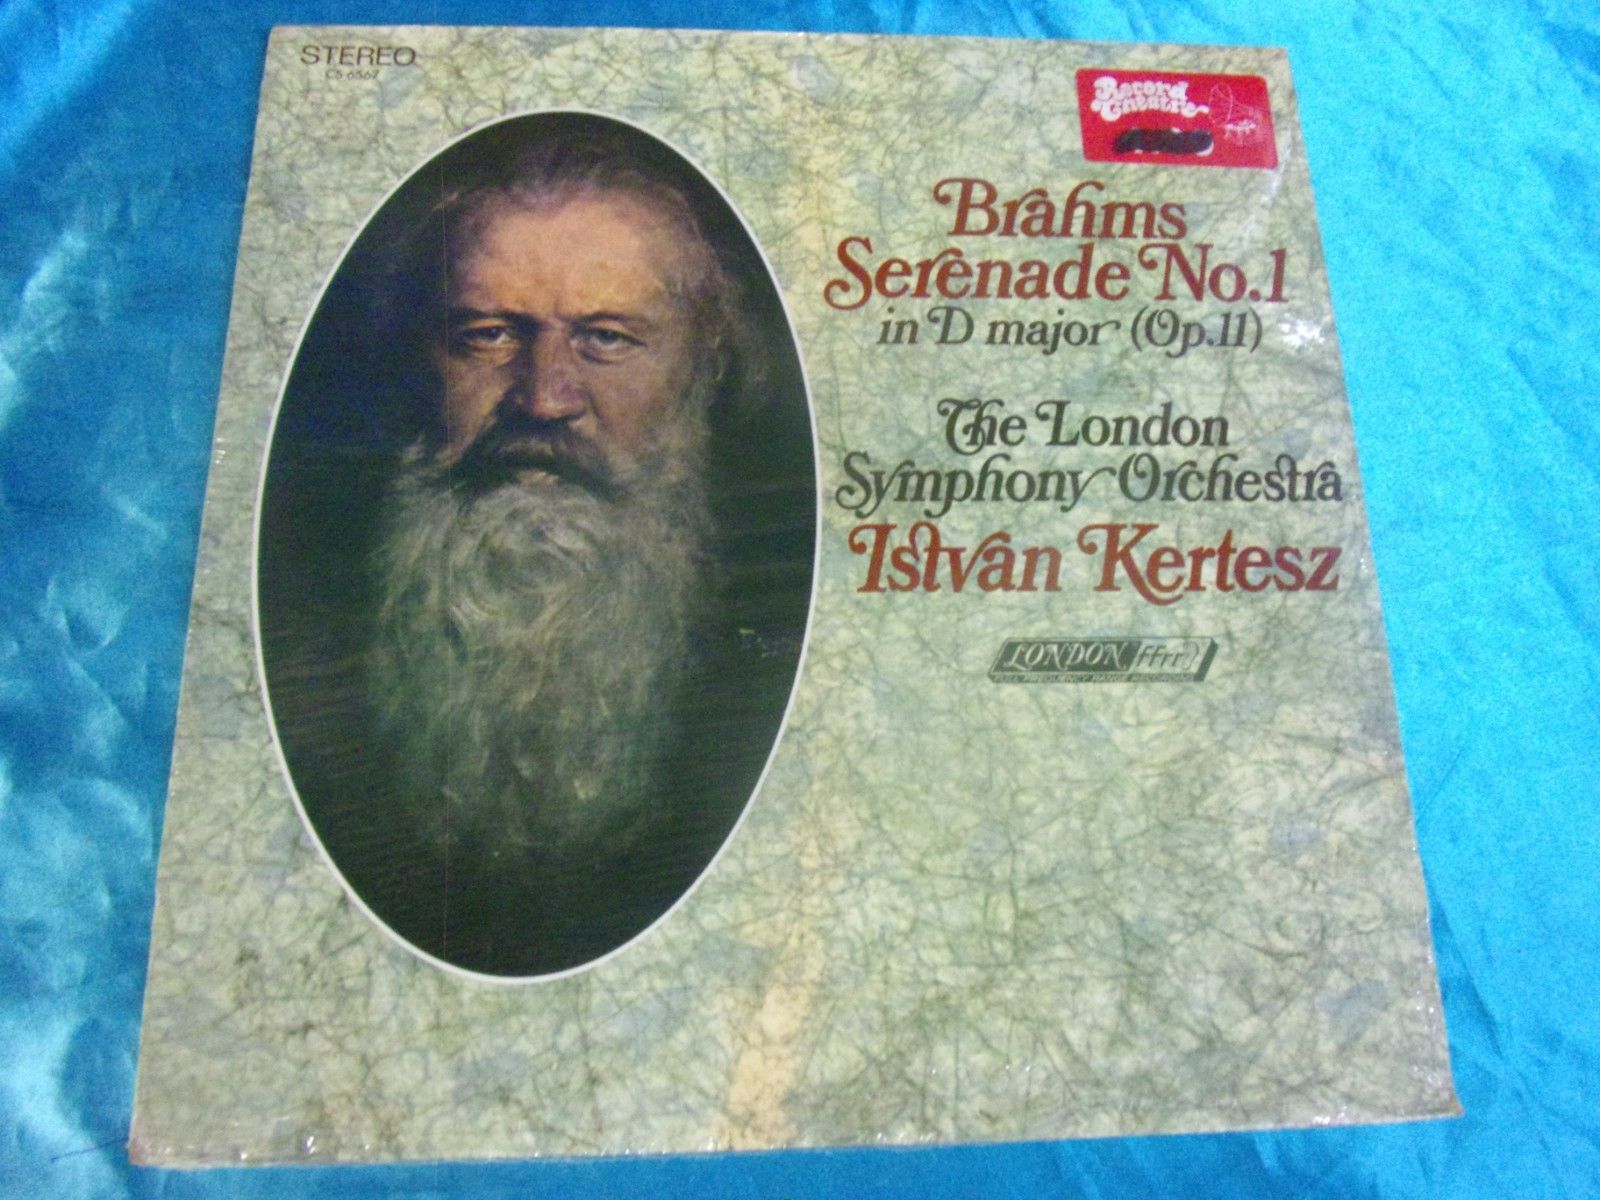 STEREO
CS 6567
Record
Theatre
Brahms
Serenade No.1
in D major (Op.11)
The London
Symphony Orchestra
István Kertesz
LONDON ffrr
FULL FREQUENCY RANGE RECORDING